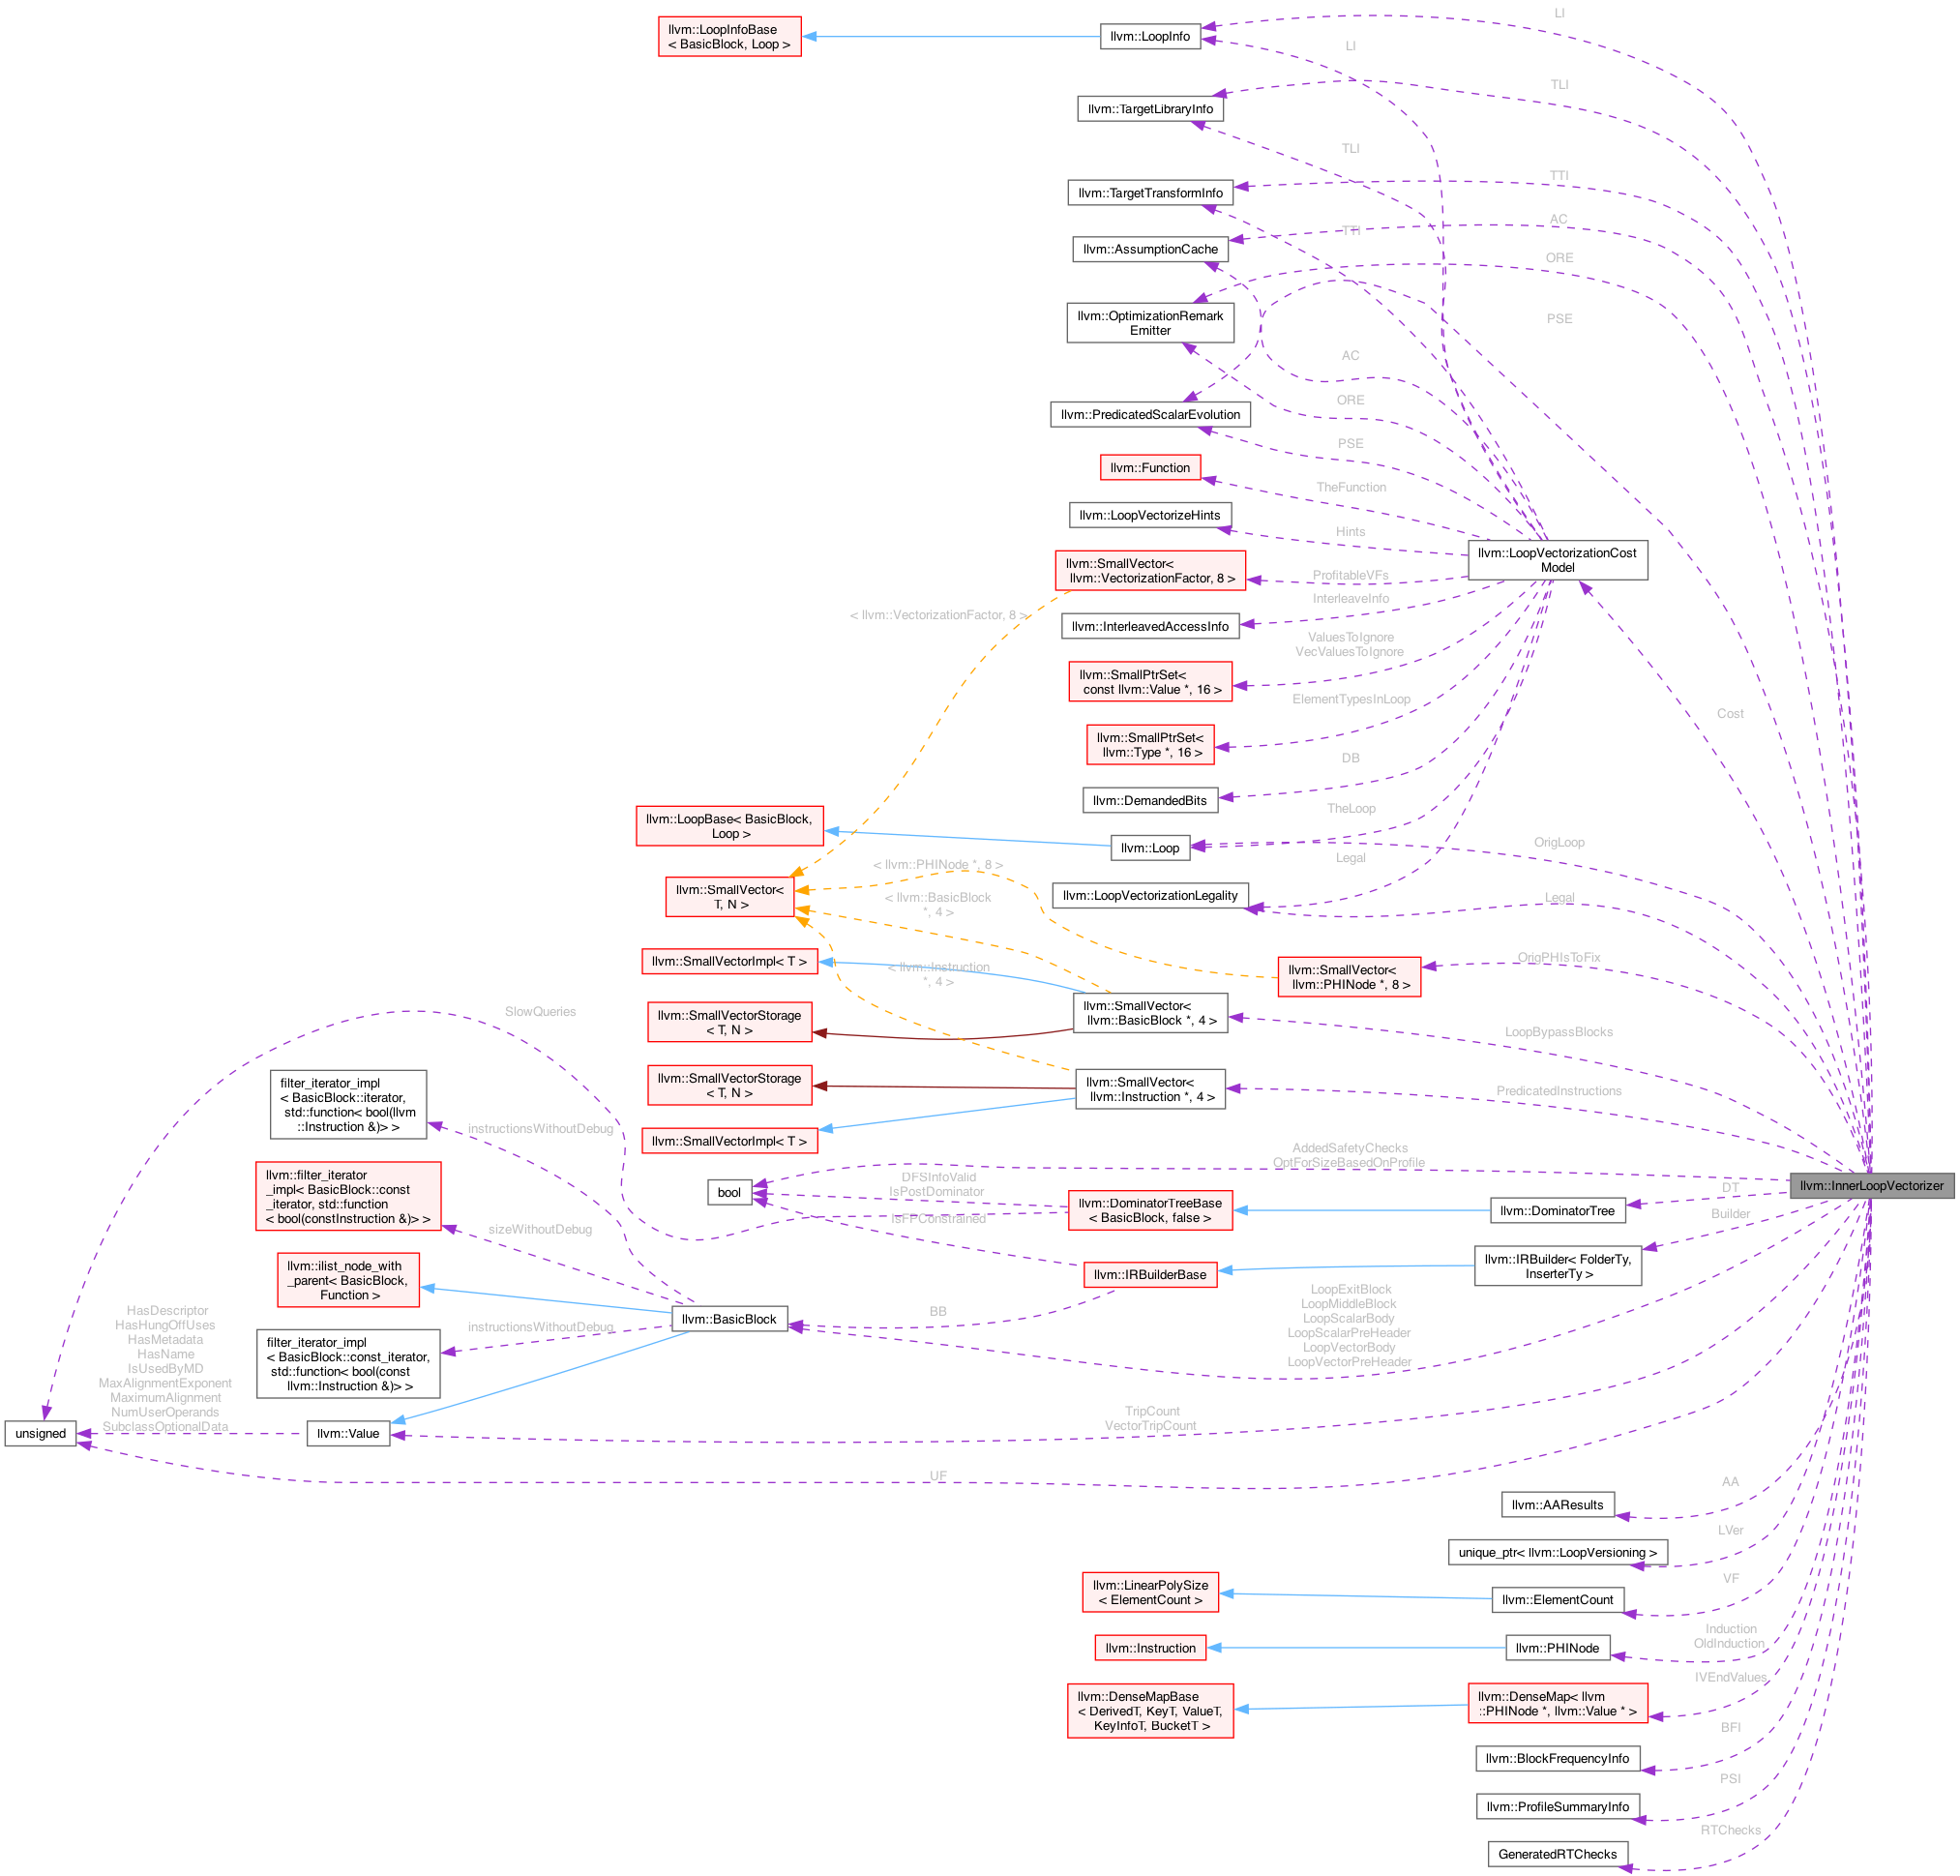 LI
llvm::LoopInfoBase
< BasicBlock, Loop >
llvm::LoopInfo
LI
TLI
llvm::TargetLibraryInfo
TLI
TTI
llvm::TargetTransformInfo
AC
TTI
llvm::AssumptionCache
ORE
llvm::OptimizationRemark
Emitter
PSE
AC
ORE
llvm::PredicatedScalarEvolution
PSE
llvm::Function
TheFunction
llvm::LoopVectorizeHints
Hints
llvm::LoopVectorizationCost
Model
llvm::SmallVector<
llvm::VectorizationFactor, 8 >
ProfitableVFs
InterleaveInfo
< llvm::VectorizationFactor, 8 >
llvm::InterleavedAccessInfo
ValuesToIgnore
VecValuesToIgnore
llvm::SmallPtrSet<
const llvm::Value *, 16 >
ElementTypesInLoop
Cost
llvm::SmallPtrSet<
llvm::Type *, 16 >
DB
llvm::DemandedBits
TheLoop
llvm::LoopBase< BasicBlock,
Loop >
llvm::Loop
OrigLoop
Legal
< llvm::PHINode *, 8 >
llvm::SmallVector<
T, N >
< llvm::BasicBlock
*, 4 >
llvm::LoopVectorizationLegality
Legal
llvm::SmallVectorImpl< T >
< llvm::Instruction
*, 4 >
llvm::SmallVector<
llvm::PHINode *, 8 >
OrigPHIsToFix
SlowQueries
llvm::SmallVectorStorage
< T, N >
llvm::SmallVector<
llvm::BasicBlock *, 4 >
LoopBypassBlocks
filter_iterator_impl
< BasicBlock::iterator,
std::function< bool(llvm
::Instruction &)> >
llvm::SmallVectorStorage
< T, N >
llvm::SmallVector<
llvm::Instruction *, 4 >
PredicatedInstructions
instructionsWithoutDebug
llvm::SmallVectorImpl< T >
AddedSafetyChecks
OptForSizeBasedOnProfile
llvm::filter_iterator
_impl< BasicBlock::const
_iterator, std::function
< bool(constInstruction &)> >
bool
DFSInfoValid
IsPostDominator
IsFPConstrained
llvm::DominatorTreeBase
< BasicBlock, false >
llvm::DominatorTree
DT
llvm::InnerLoopVectorizer
Builder
sizeWithoutDebug
llvm::ilist_node_with
_parent< BasicBlock,
Function >
llvm::IRBuilderBase
llvm::IRBuilder< FolderTy,
InserterTy >
HasDescriptor
HasHungOffUses
HasMetadata
HasName
IsUsedByMD
MaxAlignmentExponent
MaximumAlignment
NumUserOperands
SubclassOptionalData
filter_iterator_impl
< BasicBlock::const_iterator,
std::function< bool(const
llvm::Instruction &)> >
instructionsWithoutDebug
llvm::BasicBlock
BB
LoopExitBlock
LoopMiddleBlock
LoopScalarBody
LoopScalarPreHeader
LoopVectorBody
LoopVectorPreHeader
unsigned
llvm::Value
TripCount
VectorTripCount
UF
AA
llvm::AAResults
LVer
unique_ptr< llvm::LoopVersioning >
VF
llvm::LinearPolySize
< ElementCount >
llvm::ElementCount
Induction
OldInduction
llvm::Instruction
llvm::PHINode
IVEndValues
llvm::DenseMapBase
< DerivedT, KeyT, ValueT,
KeyInfoT, BucketT >
llvm::DenseMap< llvm
::PHINode *, llvm::Value * >
BFI
llvm::BlockFrequencyInfo
PSI
llvm::ProfileSummaryInfo
RTChecks
GeneratedRTChecks